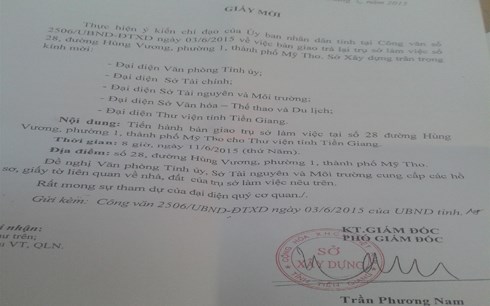 GIẤY MỜI
Thực hiện ý kiến chỉ đạo của Ủy ban nhân dân tỉnh tại Công văn số
2506/UBND-ĐTXD ngày 03/6/2015 về việc bàn giao trả lại trụ sở làm việc số
28, đường Hùng Vương, phường 1, thành phố Mỹ Tho. Sở Xây dựng trân trọng
kính mời:
- Đại diện Văn phòng Tỉnh ủy;
- Đại diện Sở Tài chính;
- Đại diện Sở Tài nguyên và Môi trường;
- Đại diện Sở Văn hóa – Thể thao và Du lịch;
- Đại diện Thư viện tỉnh Tiền Giang.
Nội dung: Tiến hành bàn giao trụ sở làm việc tại số 28 đường Hùng
Vương, phường 1, thành phố Mỹ Tho cho Thư viện tỉnh Tiền Giang.
Thời gian: 8 giờ, ngày 11/6/2015 (thứ Năm).
Địa điểm: số 28, đường Hùng Vương, phường 1, thành phố Mỹ Tho.
Đề nghị Văn phòng Tỉnh ủy, Sở Tài nguyên và Môi trường cung cấp các hồ
sơ, giấy tờ liên quan về nhà, đất của trụ sở làm việc nêu trên.
Rất mong sự tham dự của đại diện quý cơ quan./.
Gửi kèm: Công văn 2506/UBND-ĐTXD ngày 03/6/2015 của UBND tỉnh.
KT.GIÁM ĐỐC
PHÓ GIÁM ĐỐC
nhận:
như trên;
u VT, QLN.
SỞ
XÂY DỰNG
Trần Phương Nam